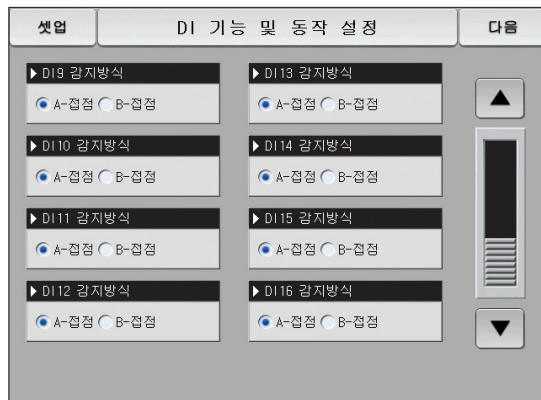 셋업
DI 기능 및 동작 설정
다음
▶ DI9 감지방식
A-접점 B-접점
▶ DI10 감지방식
A-접점 B-접점
▶ DI11 감지방식
A-접점 B-접점
▶ DI12 감지방식
A-접점 B-접점
▶ DI13 감지방식
A-접점 B-접점
▶ DI14 감지방식
A-접점 B-접점
▶ DI15 감지방식
A-접점 B-접점
▶ DI16 감지방식
A-접점 B-접점